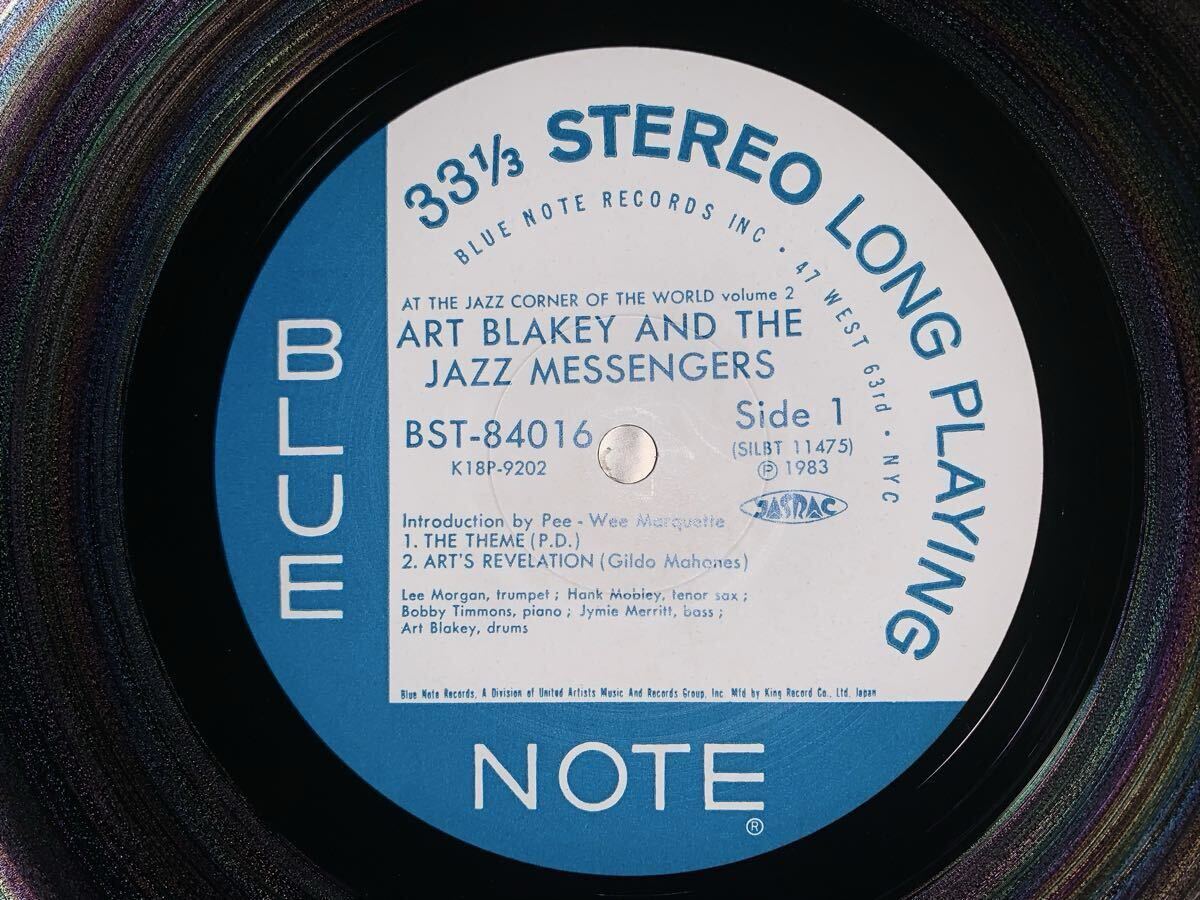 33⅓ STEREO LONG PLAYING
BLUE NOTE RECORDS INC • 47 WEST 63rd • NYC
AT THE JAZZ CORNER OF THE WORLD volume 2
ART BLAKEY AND THE
JAZZ MESSENGERS
BST-84016
K18P-9202
Side 1
(SILBT 11475)
Ⓟ 1983
JASRAC
Introduction by Pee - Wee Marquette
1. THE THEME (P.D.)
2. ART'S REVELATION (Gildo Mahones)
Lee Morgan, trumpet ; Hank Mobley, tenor sax ;
Bobby Timmons, piano ; Jymie Merritt, bass ;
Art Blakey, drums
Blue Note Records, A Division of United Artists Music And Records Group, Inc Mfd by King Record Co., Ltd, Japan
BLUE
NOTE
®